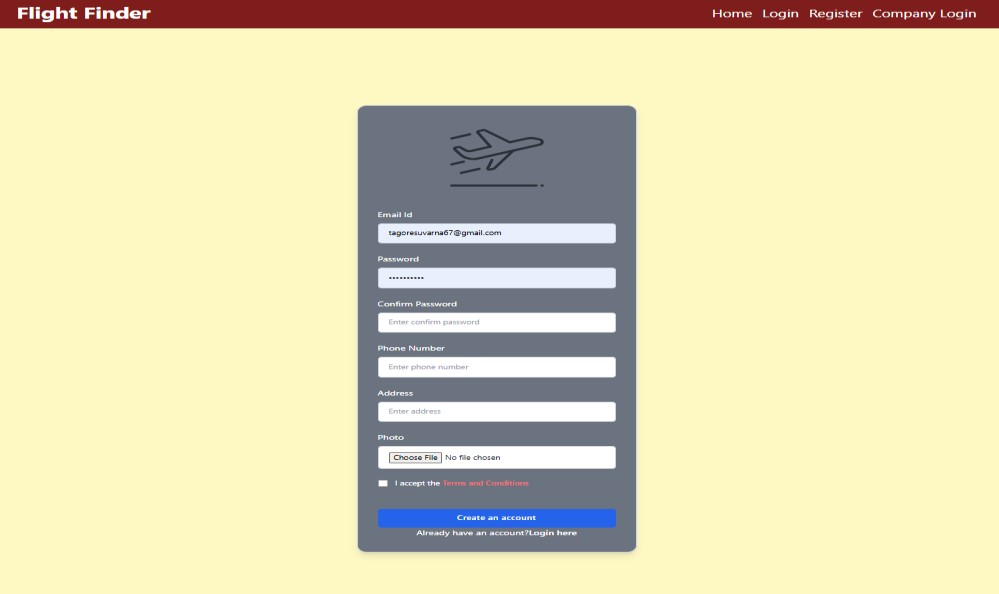 Flight Finder
Home Login Register Company Login
Email Id
tagoresuvarna67@gmail.com
Password
••••••••••
Confirm Password
Enter confirm password
Phone Number
Enter phone number
Address
Enter address
Photo
Choose File No file chosen
I accept the Terms and Conditions
Create an account
Already have an account?Login here